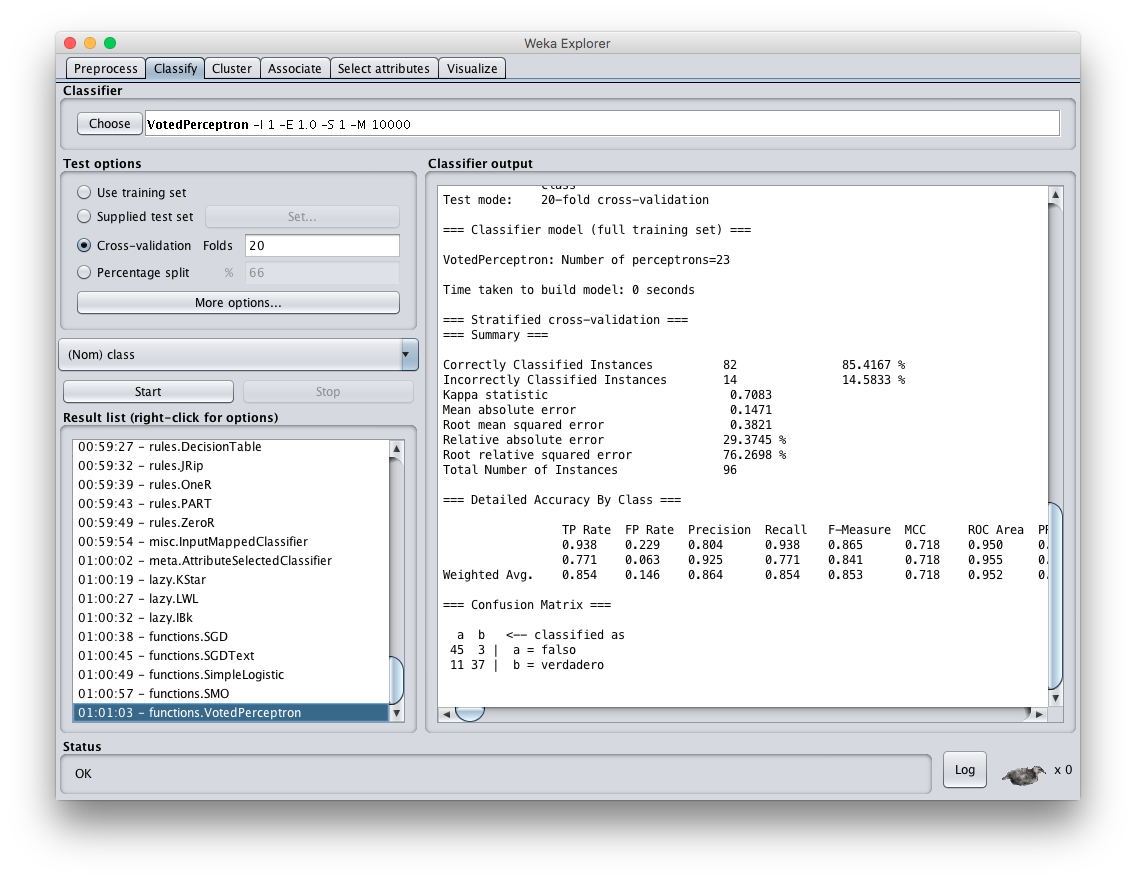 Weka Explorer
Preprocess Classify Cluster Associate Select attributes Visualize
Classifier
Choose VotedPerceptron -I 1 -E 1.0 -S 1 -M 10000
Test options
Use training set
Supplied test set Set...
Cross-validation Folds 20
Percentage split % 66
More options...
(Nom) class
Start Stop
Result list (right-click for options)
00:59:27 - rules.DecisionTable
00:59:32 - rules.JRip
00:59:39 - rules.OneR
00:59:43 - rules.PART
00:59:49 - rules.ZeroR
00:59:54 - misc.InputMappedClassifier
01:00:02 - meta.AttributeSelectedClassifier
01:00:19 - lazy.KStar
01:00:27 - lazy.LWL
01:00:32 - lazy.IBk
01:00:38 - functions.SGD
01:00:45 - functions.SGDText
01:00:49 - functions.SimpleLogistic
01:00:57 - functions.SMO
01:01:03 - functions.VotedPerceptron
Classifier output
class
Test mode: 20-fold cross-validation
=== Classifier model (full training set) ===
VotedPerceptron: Number of perceptrons=23
Time taken to build model: 0 seconds
=== Stratified cross-validation ===
=== Summary ===
Correctly Classified Instances 82 85.4167 %
Incorrectly Classified Instances 14 14.5833 %
Kappa statistic 0.7083
Mean absolute error 0.1471
Root mean squared error 0.3821
Relative absolute error 29.3745 %
Root relative squared error 76.2698 %
Total Number of Instances 96
=== Detailed Accuracy By Class ===
TP Rate FP Rate Precision Recall F-Measure MCC ROC Area
0.938 0.229 0.804 0.938 0.865 0.718 0.950 0.
0.771 0.063 0.925 0.771 0.841 0.718 0.955 0.
Weighted Avg. 0.854 0.146 0.864 0.854 0.853 0.718 0.952 0.
=== Confusion Matrix ===
a b <-- classified as
45 3 | a = falso
11 37 | b = verdadero
Status
OK
Log x 0